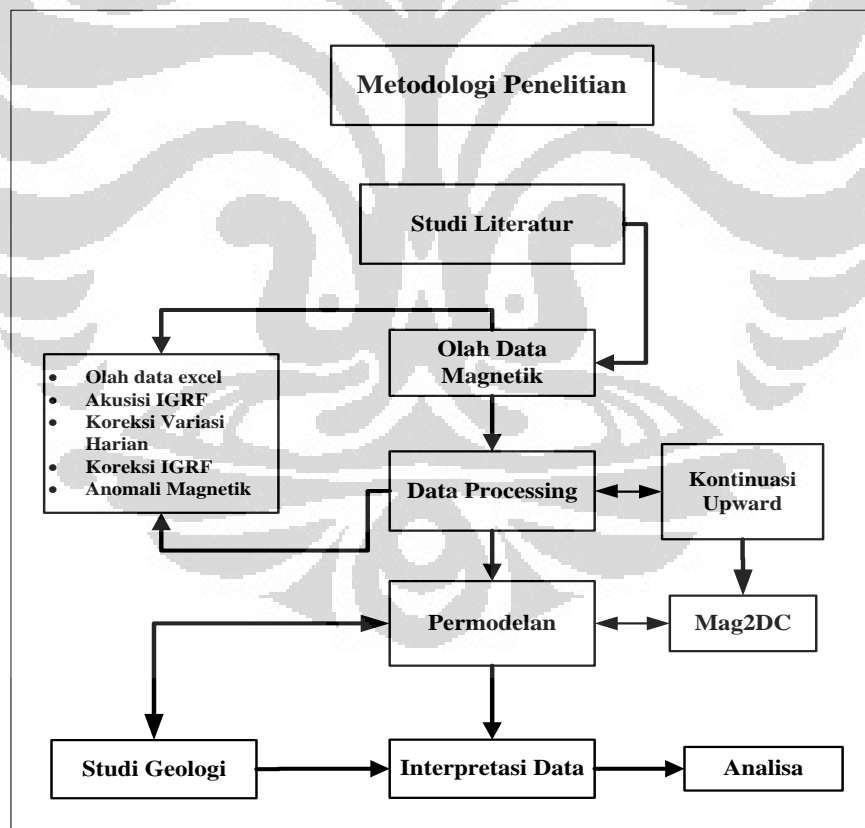 Metodologi Penelitian
Studi Literatur
Olah Data
Magnetik
• Olah data excel
• Akusisi IGRF
• Koreksi Variasi
Harian
• Koreksi IGRF
• Anomali Magnetik
Data Processing
Kontinuasi
Upward
Permodelan
Mag2DC
Studi Geologi
Interpretasi Data
Analisa